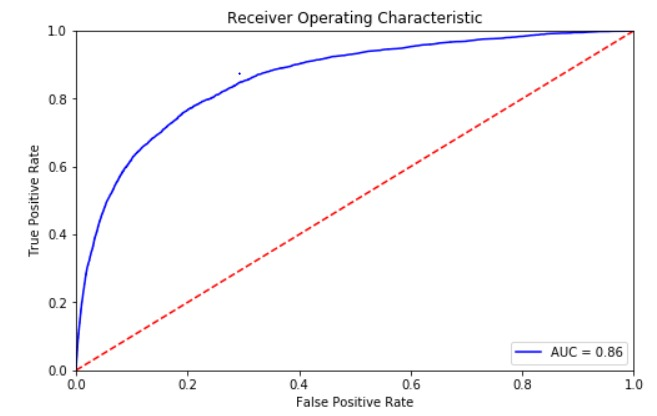 Receiver Operating Characteristic
1.0
0.8
0.6
0.4
0.2
0.0
True Positive Rate
0.0 0.2 0.4 0.6 0.8 1.0
False Positive Rate
AUC = 0.86